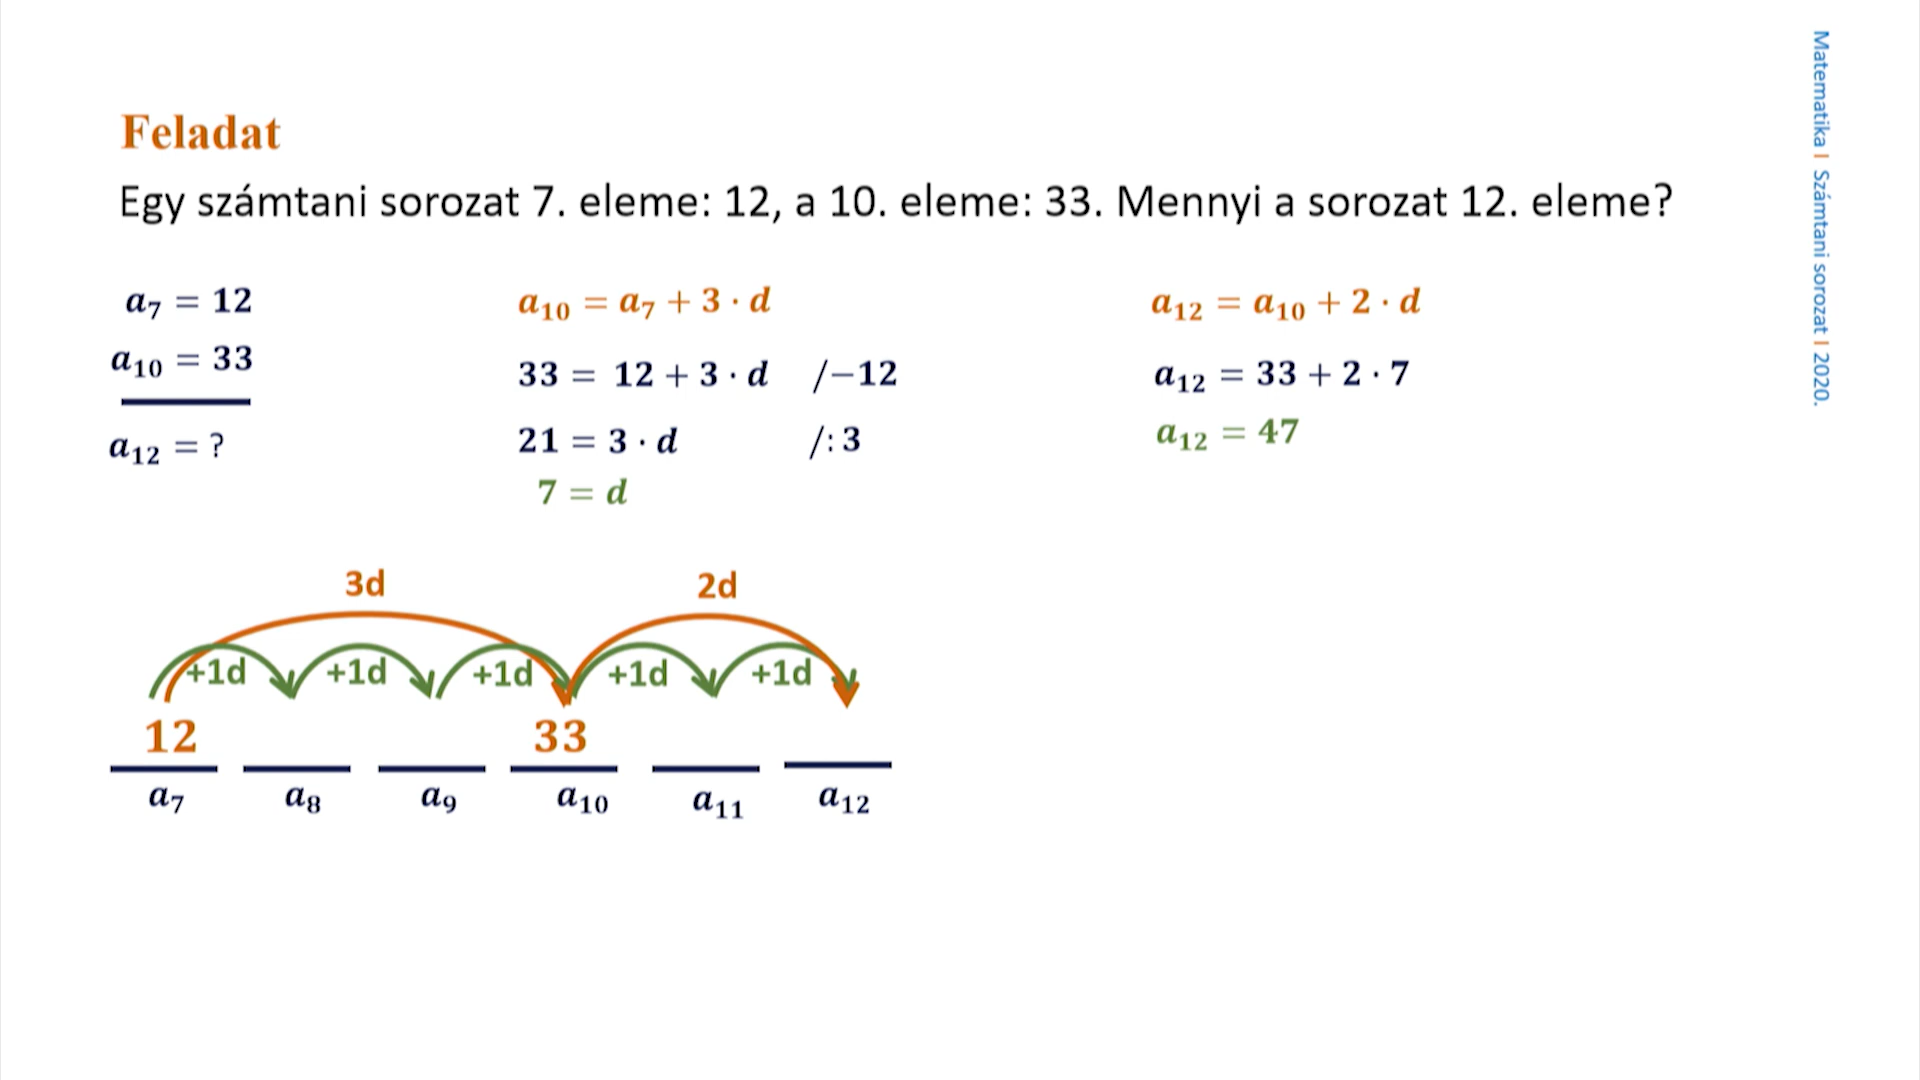 Feladat
Egy számtani sorozat 7. eleme: 12, a 10. eleme: 33. Mennyi a sorozat 12. eleme?
a₇ = 12
a₁₀ = 33
a₁₂ = ?
a₁₀ = a₇ + 3 · d
33 = 12 + 3 · d /−12
21 = 3 · d /: 3
7 = d
a₁₂ = a₁₀ + 2 · d
a₁₂ = 33 + 2 · 7
a₁₂ = 47
3d 2d
+1d +1d +1d +1d +1d
12 33
a₇ a₈ a₉ a₁₀ a₁₁ a₁₂
Matematika I Számtani sorozat I 2020.